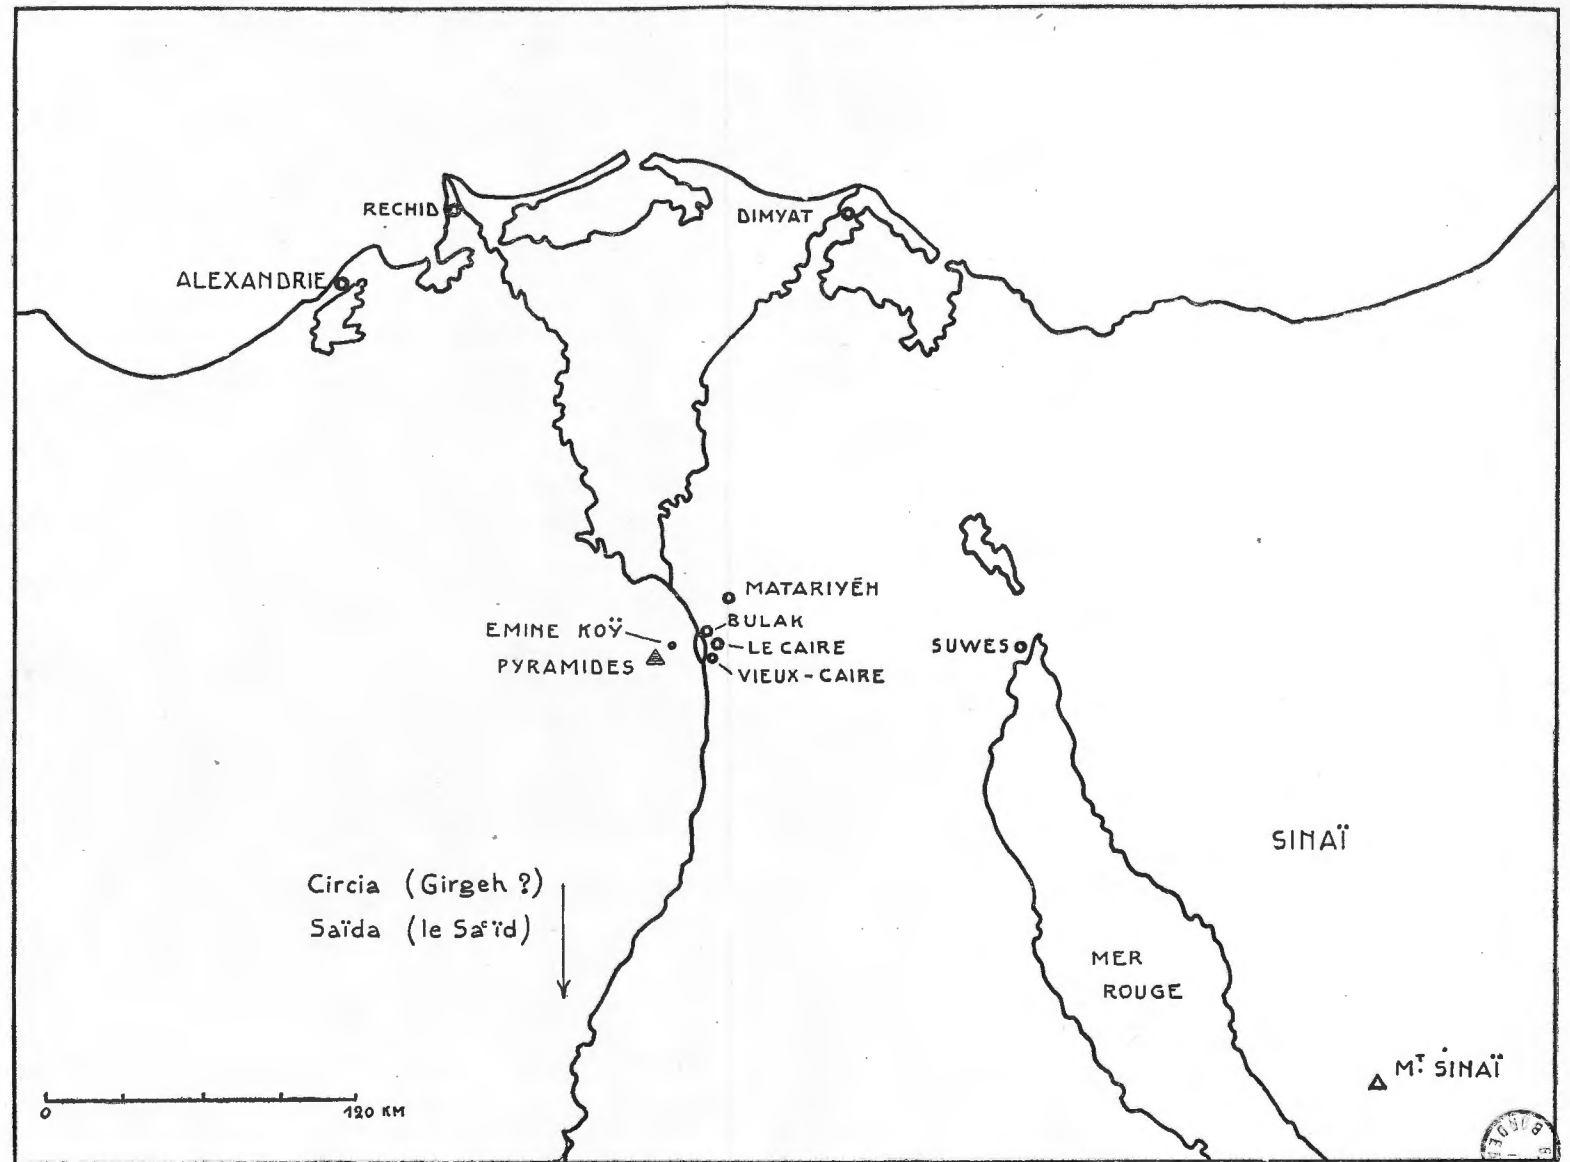 RECHID
DIMYAT
ALEXANDRIE
MATARIYÉH
BULAK
EMINE KOŸ
LE CAIRE
SUWES
PYRAMIDES
VIEUX-CAIRE
SINAÏ
Circia (Girgeh ?)
Saïda (le Saʿïd)
MER
ROUGE
MT. SINAÏ
0 120 KM